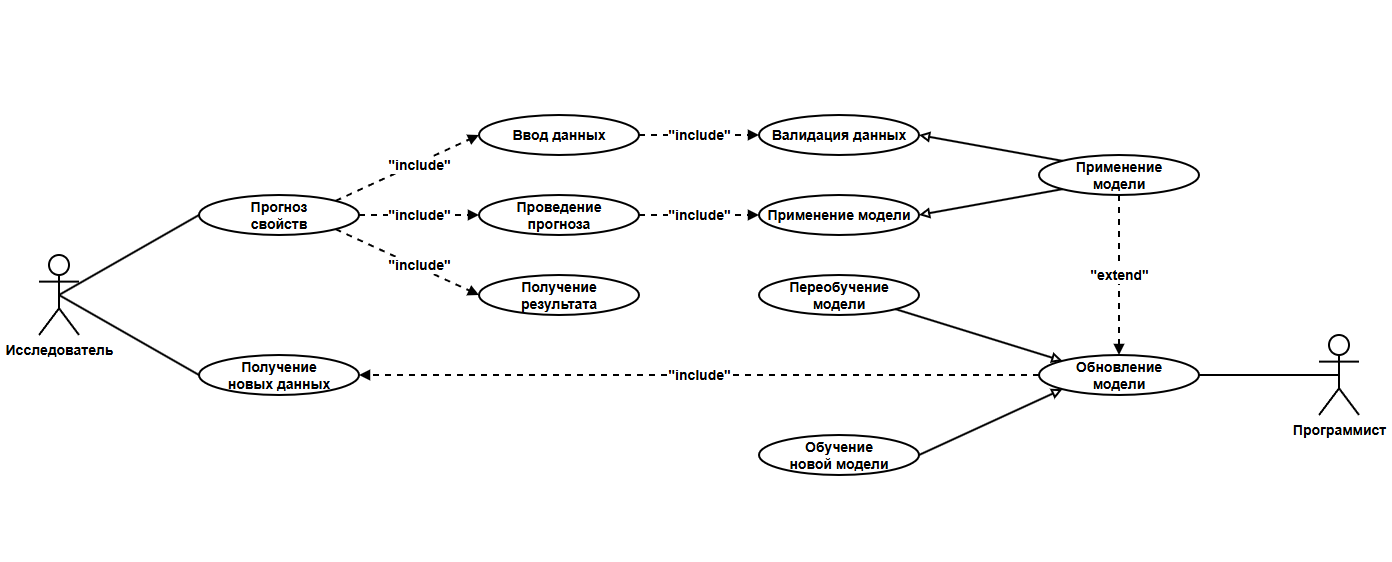 Ввод данных
"include"
Валидация данных
"include"
Применение
модели
Прогноз
свойств
"include"
Проведение
прогноза
"include"
Применение модели
"include"
Получение
результата
Переобучение
модели
"extend"
Исследователь
Получение
новых данных
"include"
Обновление
модели
Программист
Обучение
новой модели